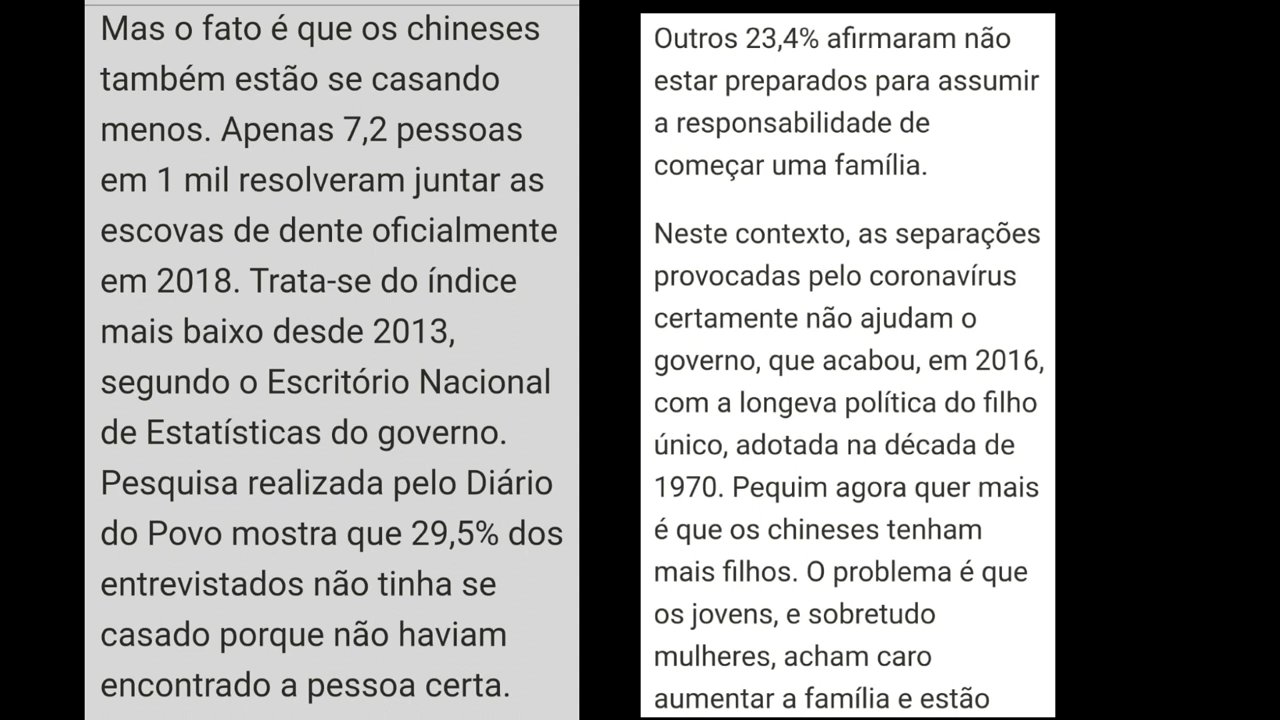 Mas o fato é que os chineses
também estão se casando
menos. Apenas 7,2 pessoas
em 1 mil resolveram juntar as
escovas de dente oficialmente
em 2018. Trata-se do índice
mais baixo desde 2013,
segundo o Escritório Nacional
de Estatísticas do governo.
Pesquisa realizada pelo Diário
do Povo mostra que 29,5% dos
entrevistados não tinha se
casado porque não haviam
encontrado a pessoa certa.
Outros 23,4% afirmaram não
estar preparados para assumir
a responsabilidade de
começar uma família.
Neste contexto, as separações
provocadas pelo coronavírus
certamente não ajudam o
governo, que acabou, em 2016,
com a longeva política do filho
único, adotada na década de
1970. Pequim agora quer mais
é que os chineses tenham
mais filhos. O problema é que
os jovens, e sobretudo
mulheres, acham caro
aumentar a família e estão